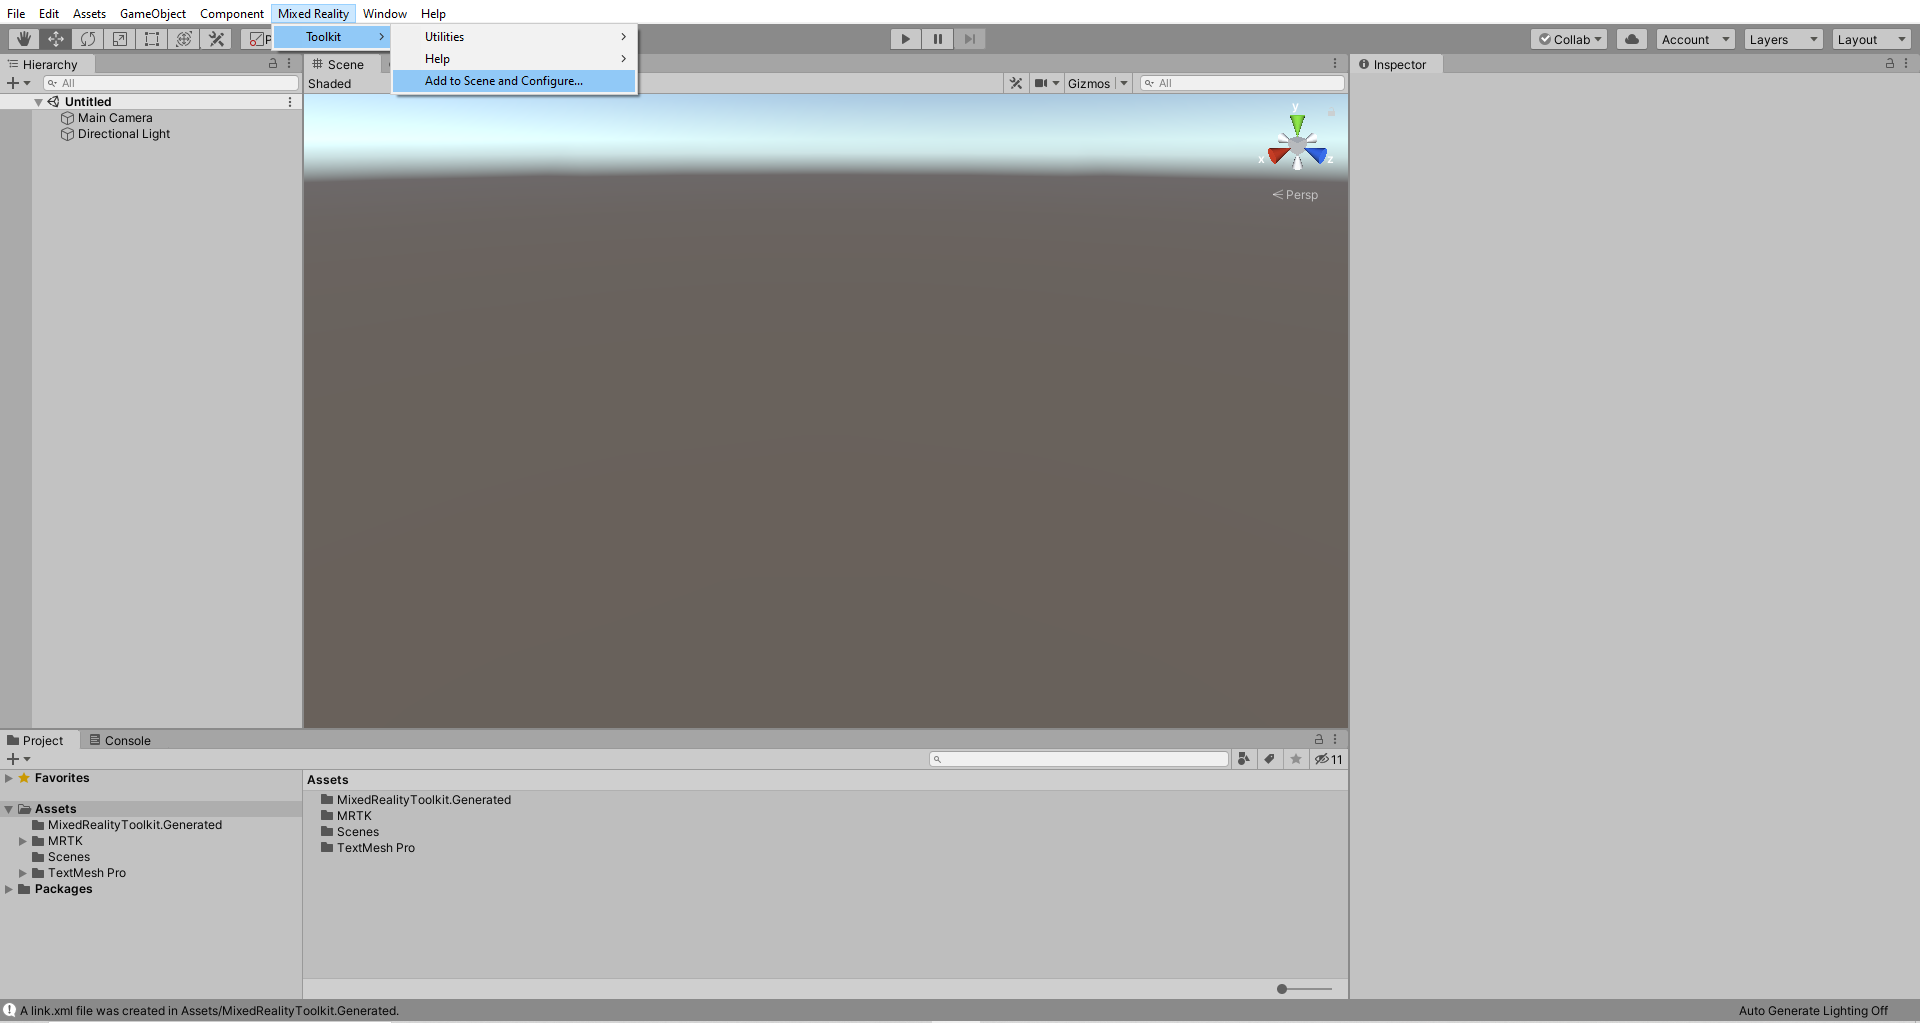 File Edit Assets GameObject Component Mixed Reality Window Help
Toolkit
Utilities
Help
Add to Scene and Configure...
Collab Account Layers Layout
Hierarchy
All
Untitled
Main Camera
Directional Light
Scene
Shaded
Gizmos
All
y
x
z
Persp
Inspector
Project Console
11
Favorites
Assets
MixedRealityToolkit.Generated
MRTK
Scenes
TextMesh Pro
Packages
Assets
MixedRealityToolkit.Generated
MRTK
Scenes
TextMesh Pro
A link.xml file was created in Assets/MixedRealityToolkit.Generated.
Auto Generate Lighting Off